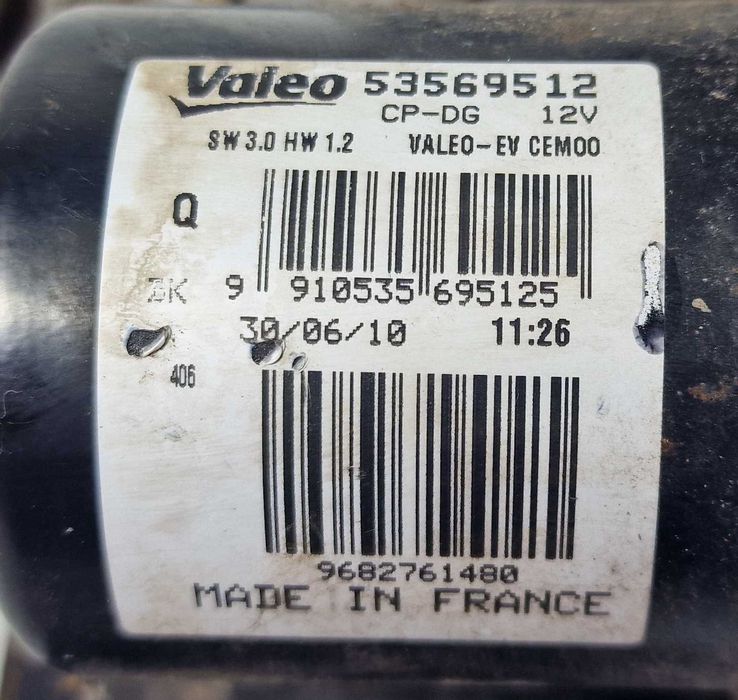 Valeo 53569512
CP-DG 12V
SW 3.0 HW 1.2 VALEO-EV CEM00
Q
9 910535 695125
30/06/10 11:26
406
9682761480
MADE IN FRANCE